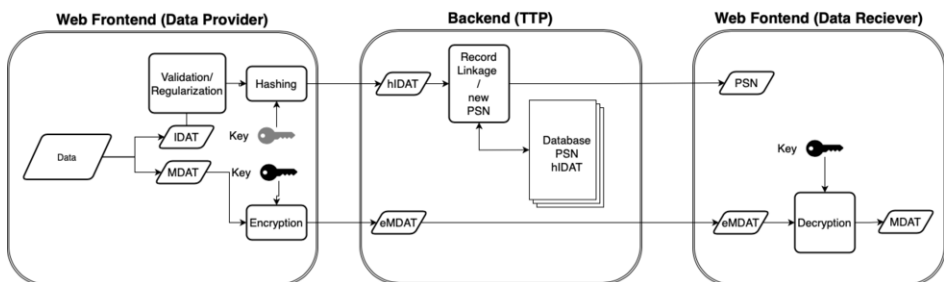 Web Frontend (Data Provider)
Backend (TTP)
Web Fontend (Data Reciever)
Validation/
Regularization
Hashing
hIDAT
Record
Linkage
/
new
PSN
PSN
Key
IDAT
Data
MDAT
Key
Database
PSN
hIDAT
Key
Encryption
eMDAT
eMDAT
Decryption
MDAT